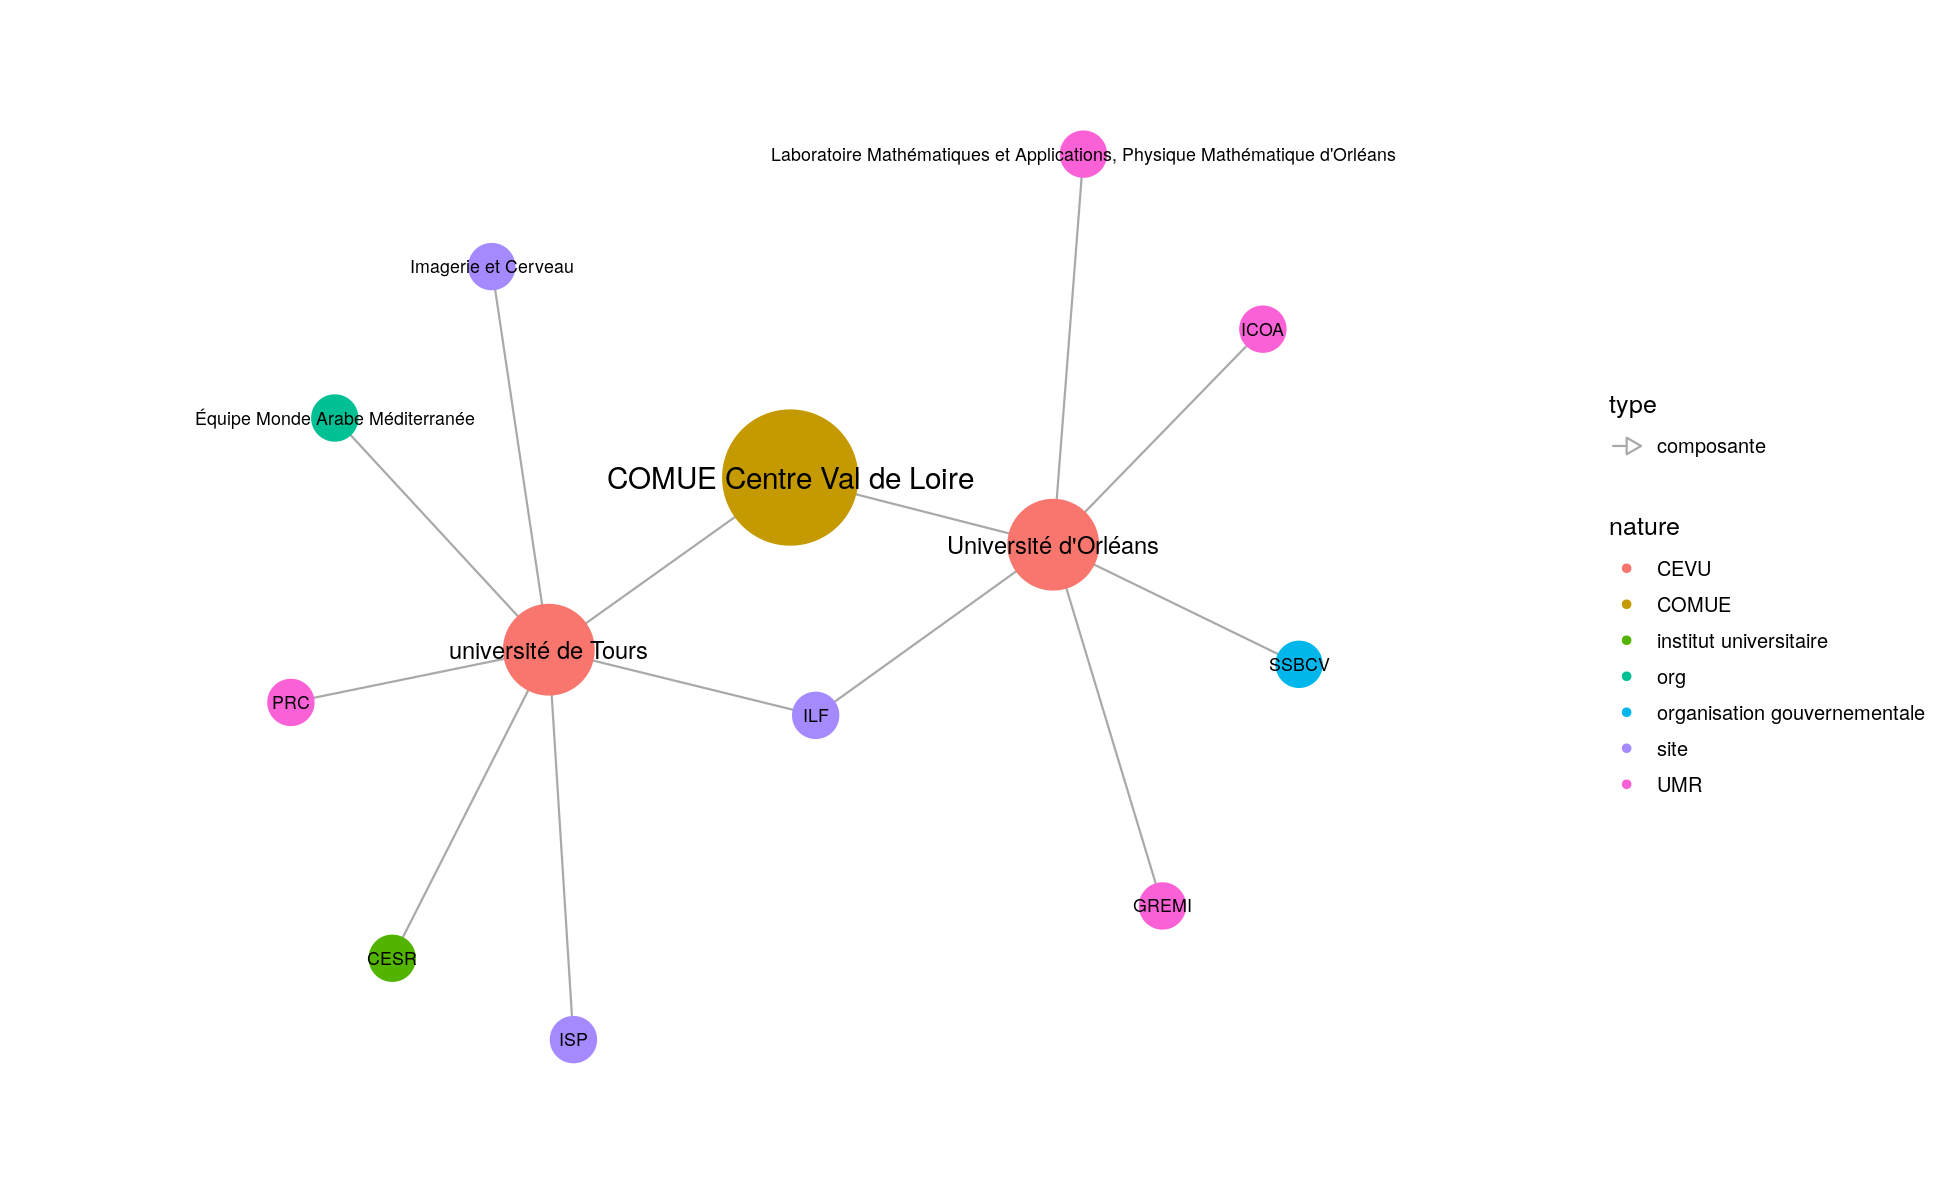 Laboratoire Mathématiques et Applications, Physique Mathématique d'Orléans
Imagerie et Cerveau
ICOA
Équipe Monde Arabe Méditerranée
COMUE Centre Val de Loire
Université d'Orléans
université de Tours
SSBCV
PRC
ILF
GREMI
CESR
ISP
type
composante
nature
CEVU
COMUE
institut universitaire
org
organisation gouvernementale
site
UMR